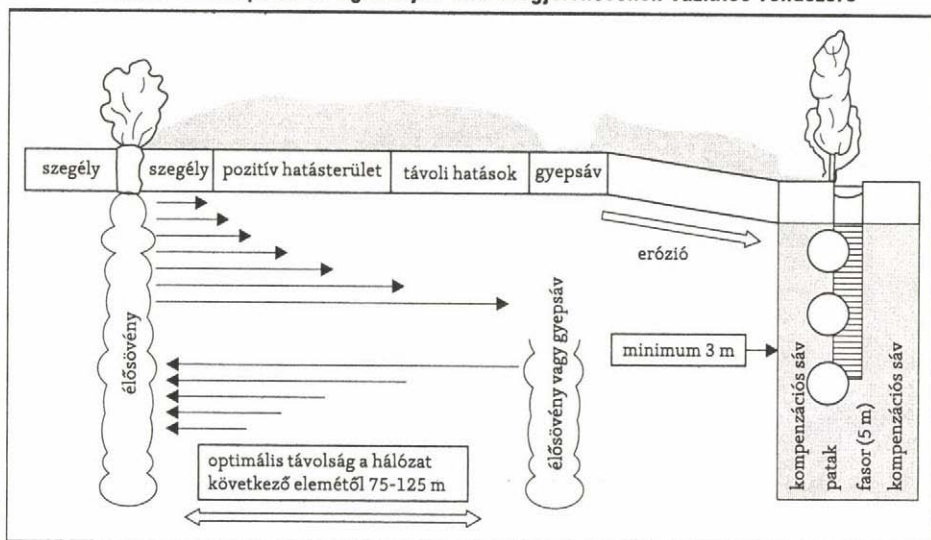 szegély
szegély
pozitív hatásterület
távoli hatások
gyepsáv
erózió
élősövény
élősövény vagy gyepsáv
minimum 3 m
optimális távolság a hálózat
következő elemétől 75-125 m
kompenzációs sáv
patak
fasor (5 m)
kompenzációs sáv